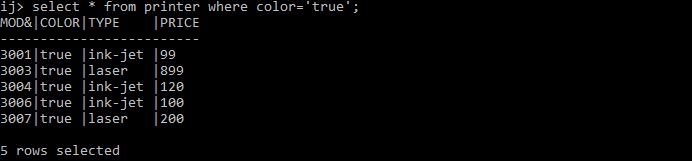 ij> select * from printer where color='true';
MOD&|COLOR|TYPE   |PRICE
-------------------------
3001|true |ink-jet|99
3003|true |laser  |899
3004|true |ink-jet|120
3006|true |ink-jet|100
3007|true |laser  |200
5 rows selected